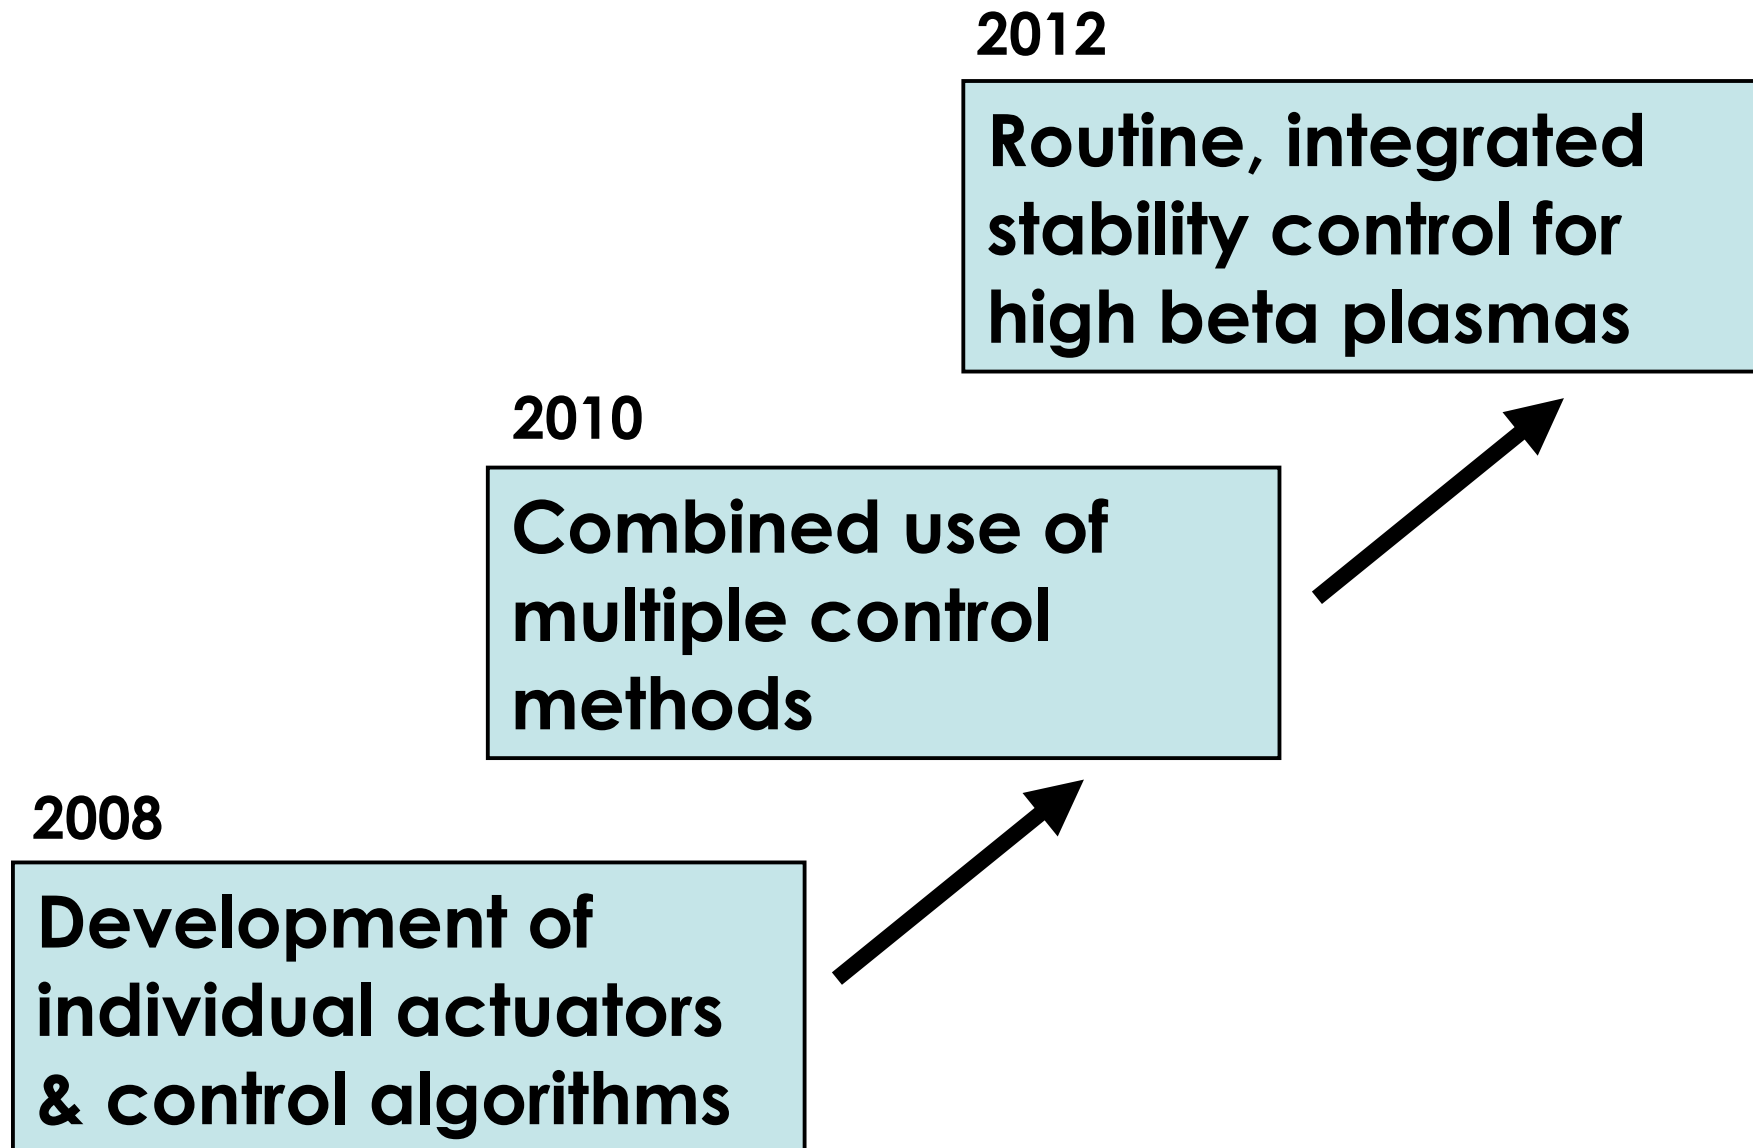 2012
Routine, integrated
stability control for
high beta plasmas
2010
Combined use of
multiple control
methods
2008
Development of
individual actuators
& control algorithms